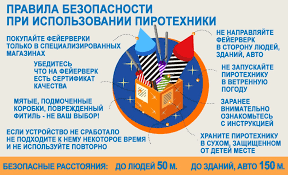 ПРАВИЛА БЕЗОПАСНОСТИ
ПРИ ИСПОЛЬЗОВАНИИ ПИРОТЕХНИКИ
ПОКУПАЙТЕ ФЕЙЕРВЕРКИ
ТОЛЬКО В СПЕЦИАЛИЗИРОВАННЫХ
МАГАЗИНАХ
УБЕДИТЕСЬ
ЧТО НА ФЕЙЕРВЕРК
ЕСТЬ СЕРТИФИКАТ
КАЧЕСТВА
МЯТЫЕ, ПОДМОЧЕННЫЕ
КОРОБКИ, ПОВРЕЖДЕННЫЙ
ФИТИЛЬ - НЕ ВАШ ВЫБОР!
ЕСЛИ УСТРОЙСТВО НЕ СРАБОТАЛО
НЕ ПОДХОДИТЕ К НЕМУ НЕКОТОРОЕ ВРЕМЯ
И НЕ ИСПОЛЬЗУЙТЕ ПОВТОРНО
НЕ НАПРАВЛЯЙТЕ
ФЕЙЕРВЕРК
В СТОРОНУ ЛЮДЕЙ,
ЗДАНИЙ, АВТО
НЕ ЗАПУСКАЙТЕ
ПИРОТЕХНИКУ
В ВЕТРЕНУЮ
ПОГОДУ
ЗАРАНЕЕ
ВНИМАТЕЛЬНО
ОЗНАКОМЬТЕСЬ
С ИНСТРУКЦИЕЙ
ХРАНИТЕ ПИРОТЕХНИКУ
В СУХОМ, ЗАЩИЩЕННОМ
ОТ ДЕТЕЙ МЕСТЕ
БЕЗОПАСНЫЕ РАССТОЯНИЯ: ДО ЛЮДЕЙ 50 М. ДО ЗДАНИЙ, АВТО 150 М.